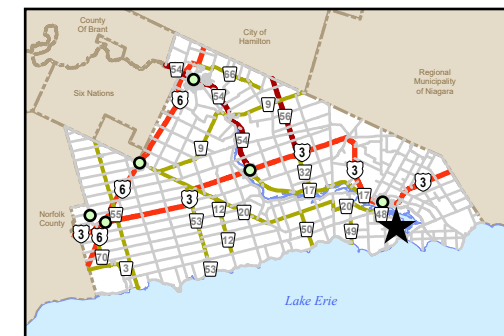 County
Of Brant
City of
Hamilton
Regional
Municipality
of Niagara
Six Nations
Norfolk
County
Lake Erie
54
6
66
54
9
56
54
9
3
32
3
17
17
3
6
3
55
53
20
12
20
48
3
6
12
50
49
70
3
53